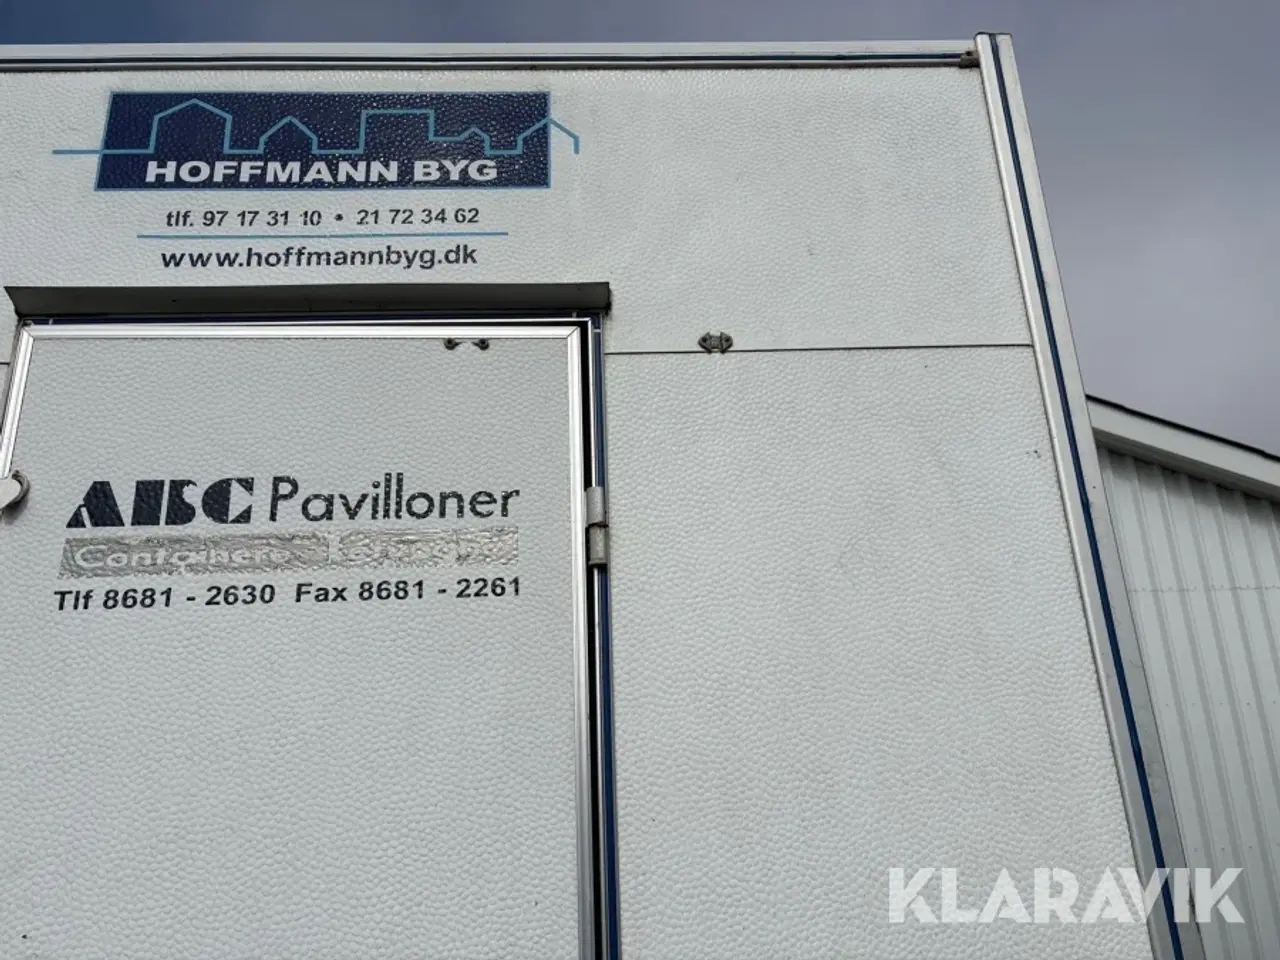 HOFFMANN BYG
tlf. 97 17 31 10 • 21 72 34 62
www.hoffmannbyg.dk
ABC Pavilloner
Containere
Tlf 8681 - 2630 Fax 8681 - 2261
KLARAVIK